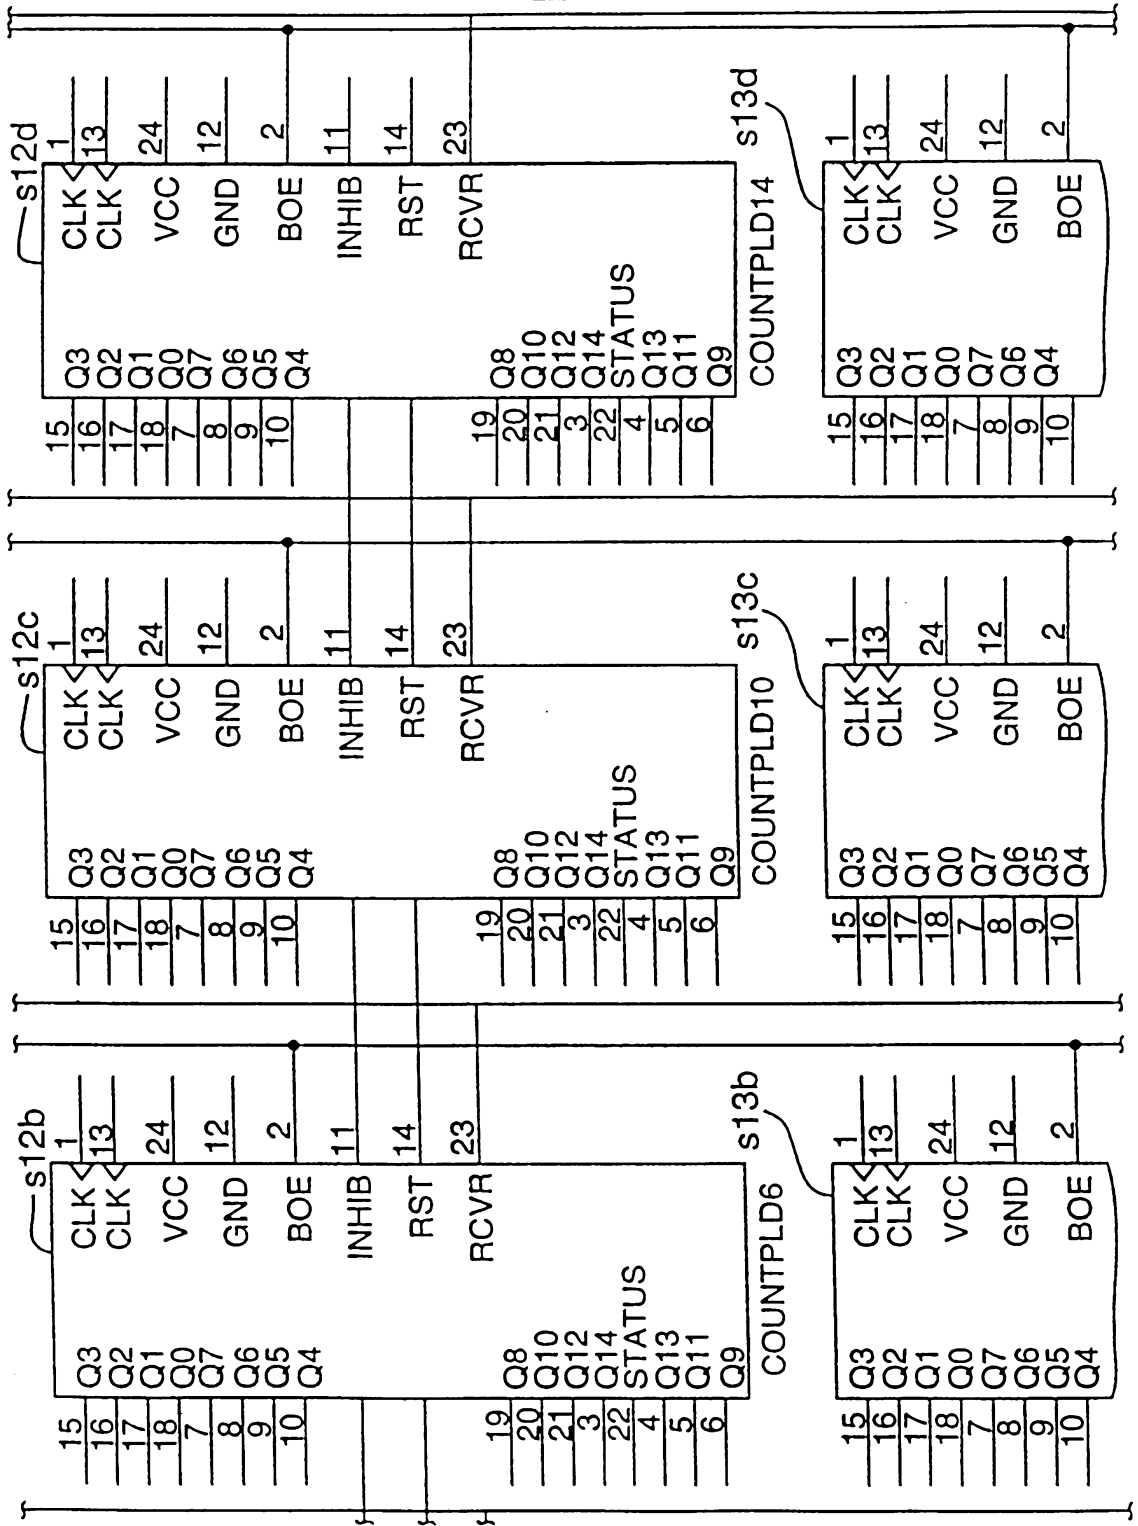 s12d
1
13
24
12
2
11
14
23
CLK
CLK
VCC
GND
BOE
INHIB
RST
RCVR
Q3
Q2
Q1
Q0
Q7
Q6
Q5
Q4
Q8
Q10
Q12
Q14
STATUS
Q13
Q11
Q9
15
16
17
18
7
8
9
10
19
20
21
3
22
4
5
6
COUNTPLD14
s13d
1
13
24
12
2
CLK
CLK
VCC
GND
BOE
Q3
Q2
Q1
Q0
Q7
Q6
Q4
15
16
17
18
7
8
9
10
s12c
1
13
24
12
2
11
14
23
CLK
CLK
VCC
GND
BOE
INHIB
RST
RCVR
Q3
Q2
Q1
Q0
Q7
Q6
Q5
Q4
Q8
Q10
Q12
Q14
STATUS
Q13
Q11
Q9
15
16
17
18
7
8
9
10
19
20
21
3
22
4
5
6
COUNTPLD10
s13c
1
13
24
12
2
CLK
CLK
VCC
GND
BOE
Q3
Q2
Q1
Q0
Q7
Q6
Q5
Q4
15
16
17
18
7
8
9
10
s12b
1
13
24
12
2
11
14
23
CLK
CLK
VCC
GND
BOE
INHIB
RST
RCVR
Q3
Q2
Q1
Q0
Q7
Q6
Q5
Q4
Q8
Q10
Q12
Q14
STATUS
Q13
Q11
Q9
15
16
17
18
7
8
9
10
19
20
21
3
22
4
5
6
COUNTPLD6
s13b
1
13
24
12
2
CLK
CLK
VCC
GND
BOE
Q3
Q2
Q1
Q0
Q7
Q6
Q5
Q4
15
16
17
18
7
8
9
10